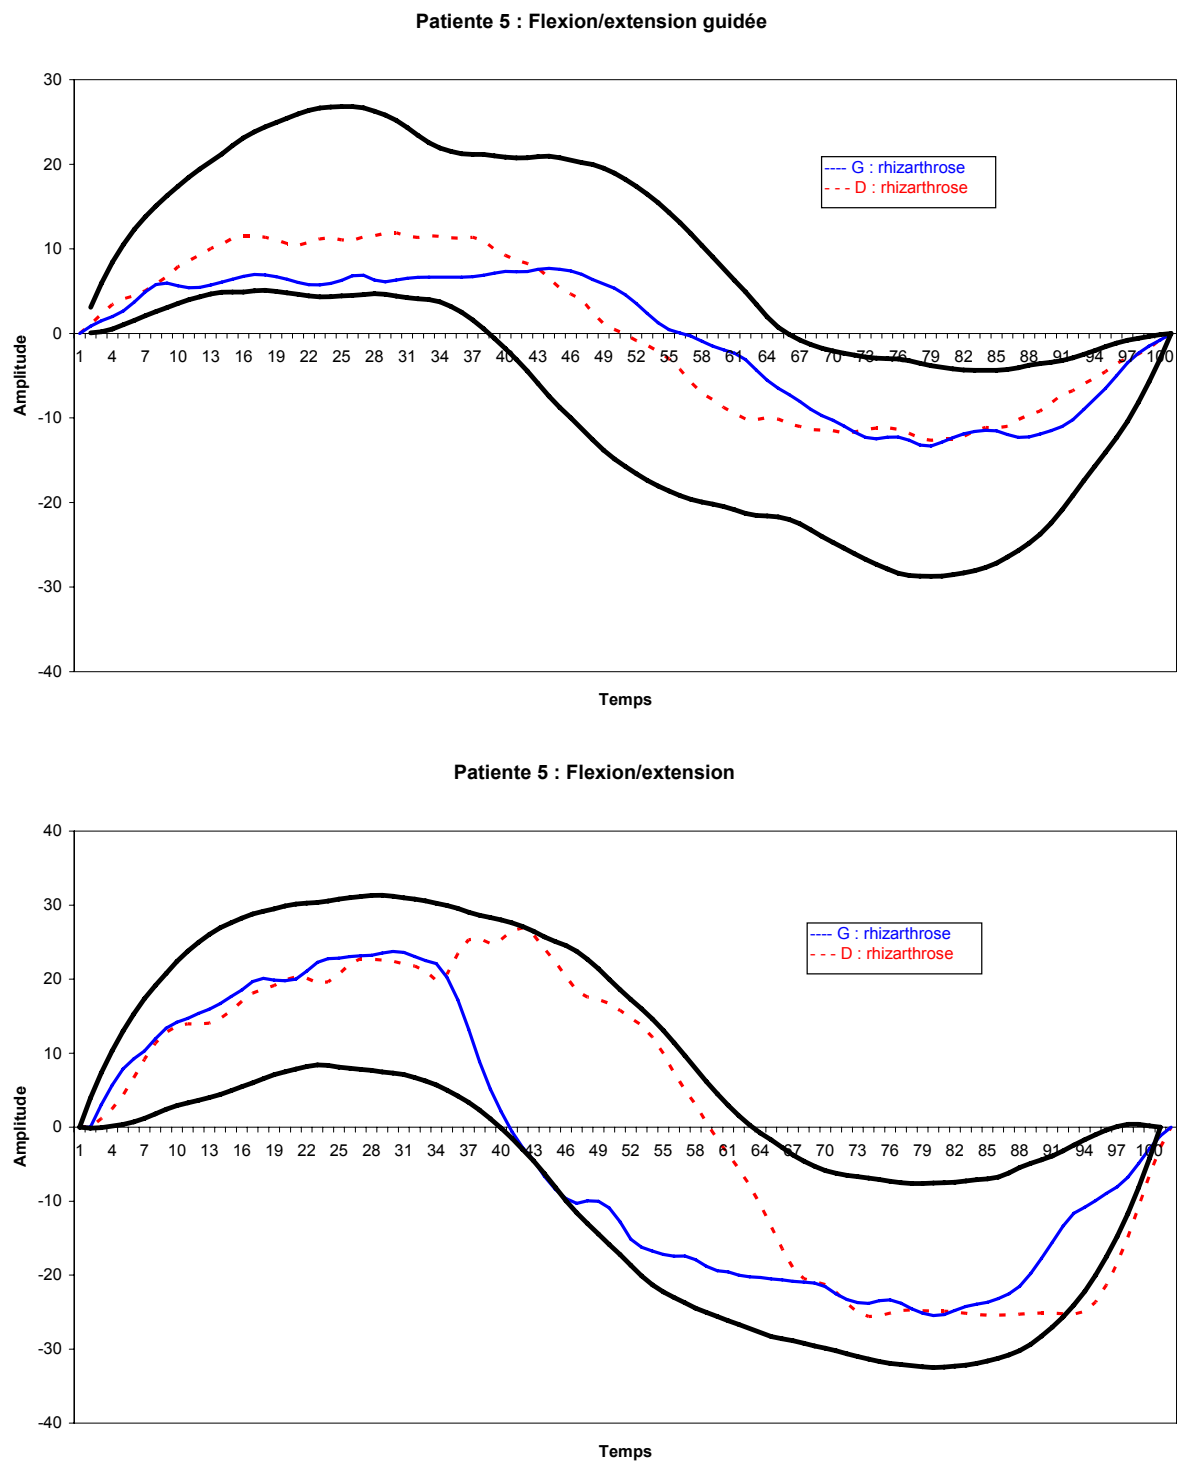 Patiente 5 : Flexion/extension guidée
30
20
10
0
-10
-20
-30
-40
Amplitude
1 4 7 10 13 16 19 22 25 28 31 34 37 40 43 46 49 52 55 58 61 64 67 70 73 76 79 82 85 88 91 94 97 100
---- G : rhizarthrose
- - - D : rhizarthrose
Temps
Patiente 5 : Flexion/extension
40
30
20
10
0
-10
-20
-30
-40
Amplitude
1 4 7 10 13 16 19 22 25 28 31 34 37 40 43 46 49 52 55 58 61 64 67 70 73 76 79 82 85 88 91 94 97 100
---- G : rhizarthrose
- - - D : rhizarthrose
Temps